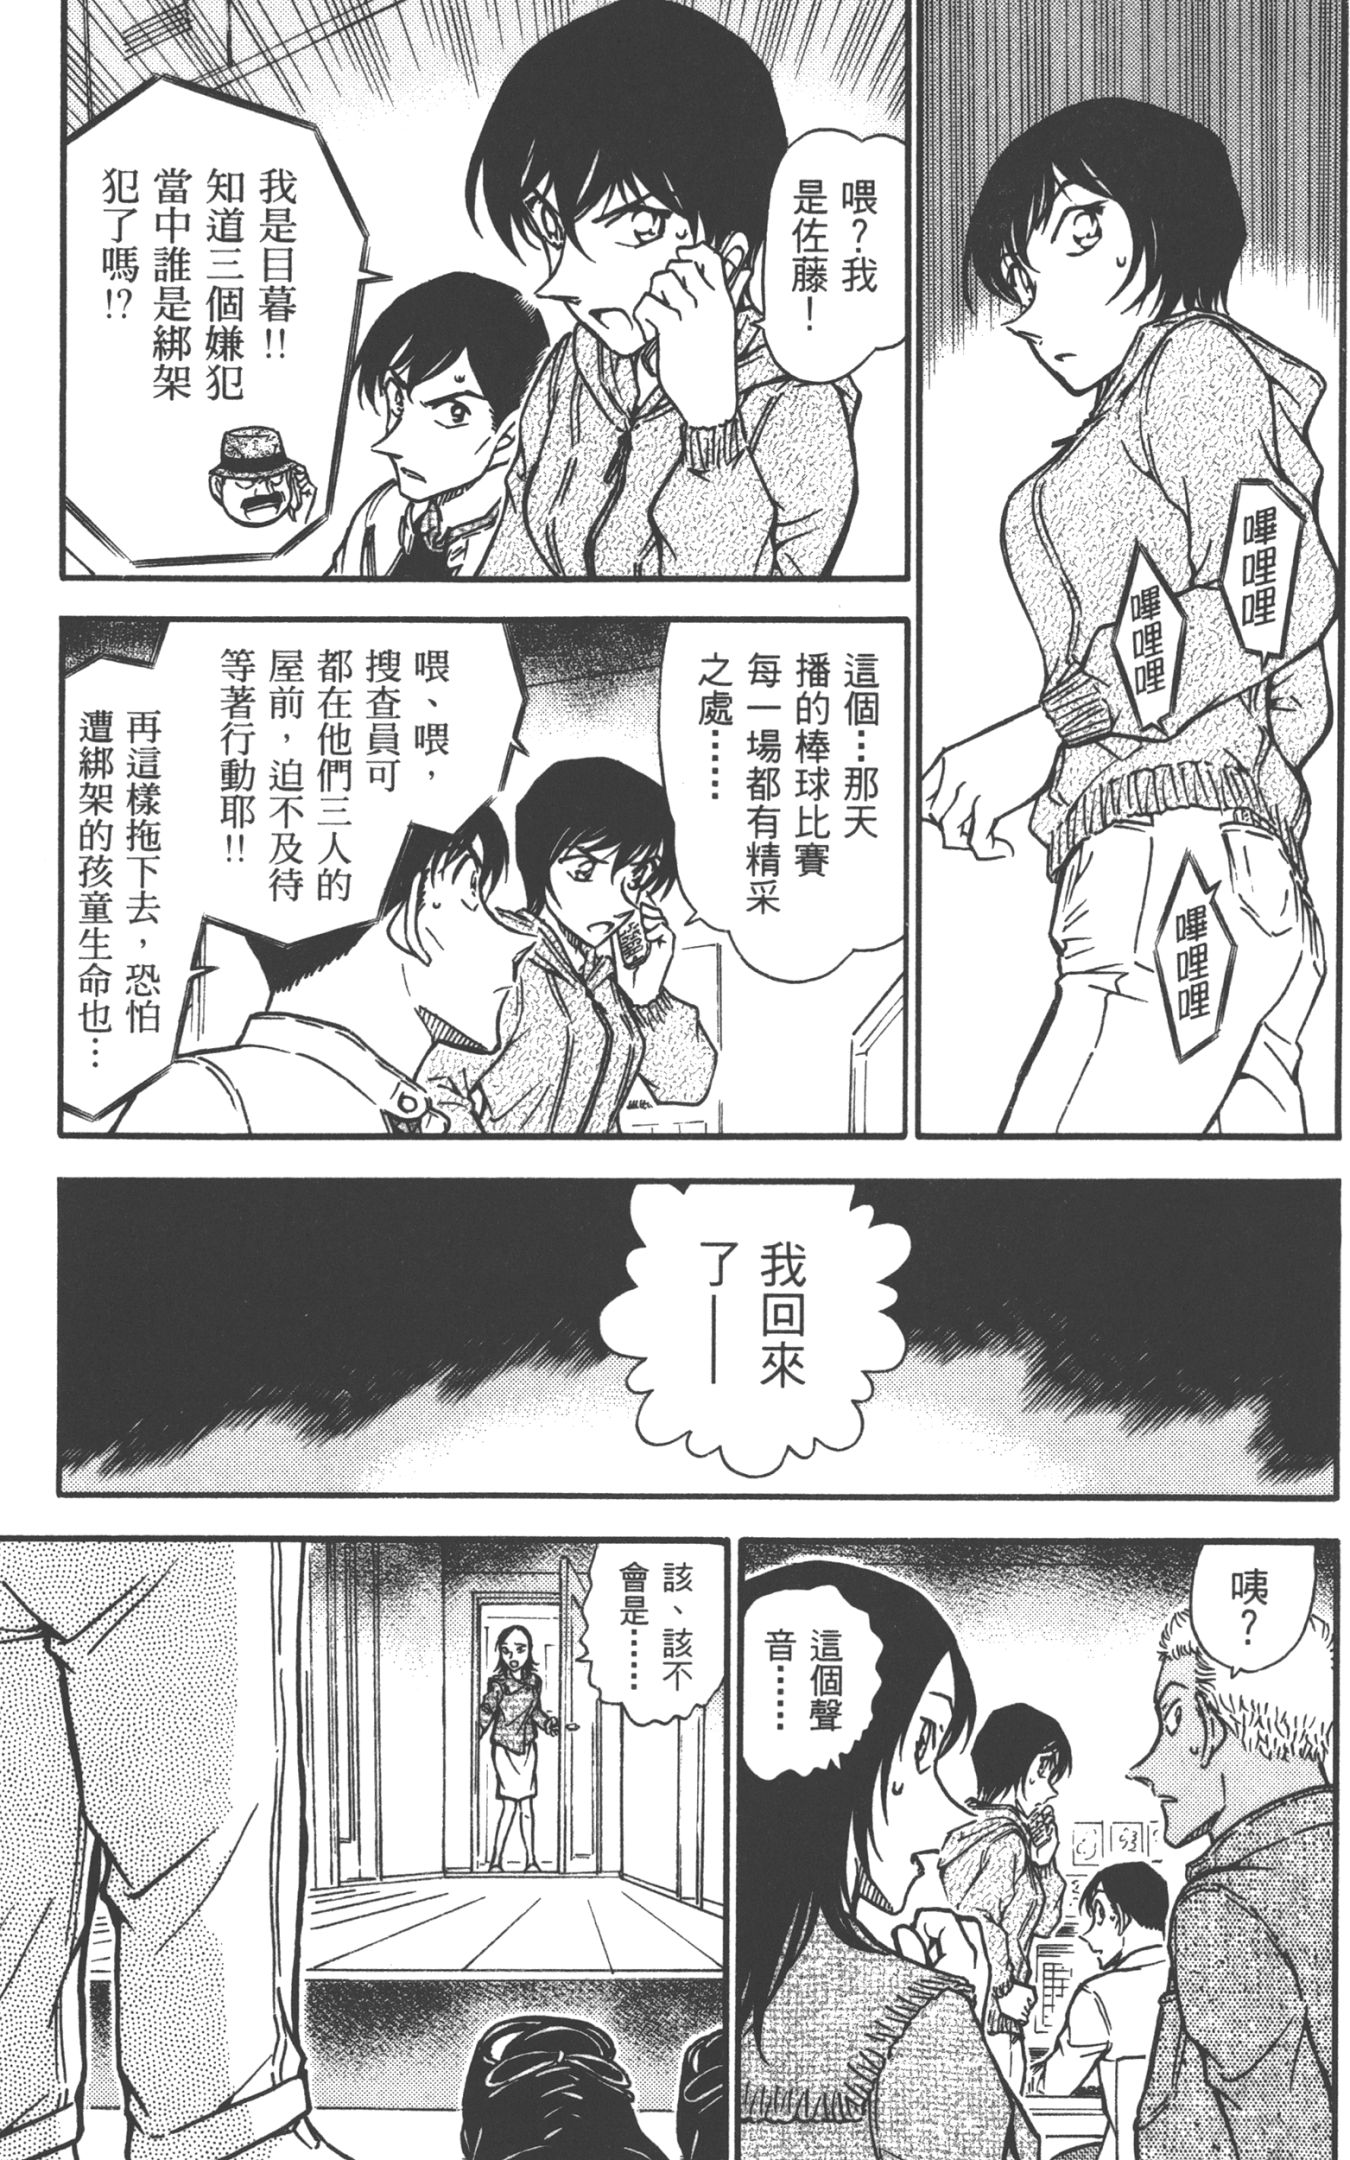 嗶哩哩
嗶哩哩
嗶哩哩
喂？我
是佐藤！
我是目暮!!
知道三個嫌犯
當中誰是綁架
犯了嗎!?
這個…那天
播的棒球比賽
每一場都有精采
之處……
喂、喂，
搜查員可
都在他們三人的
屋前，迫不及待
等著行動耶!!
再這樣拖下去，恐怕
遭綁架的孩童生命也…
我回來
了——
咦？
這個聲
音……
該、該不
會是……